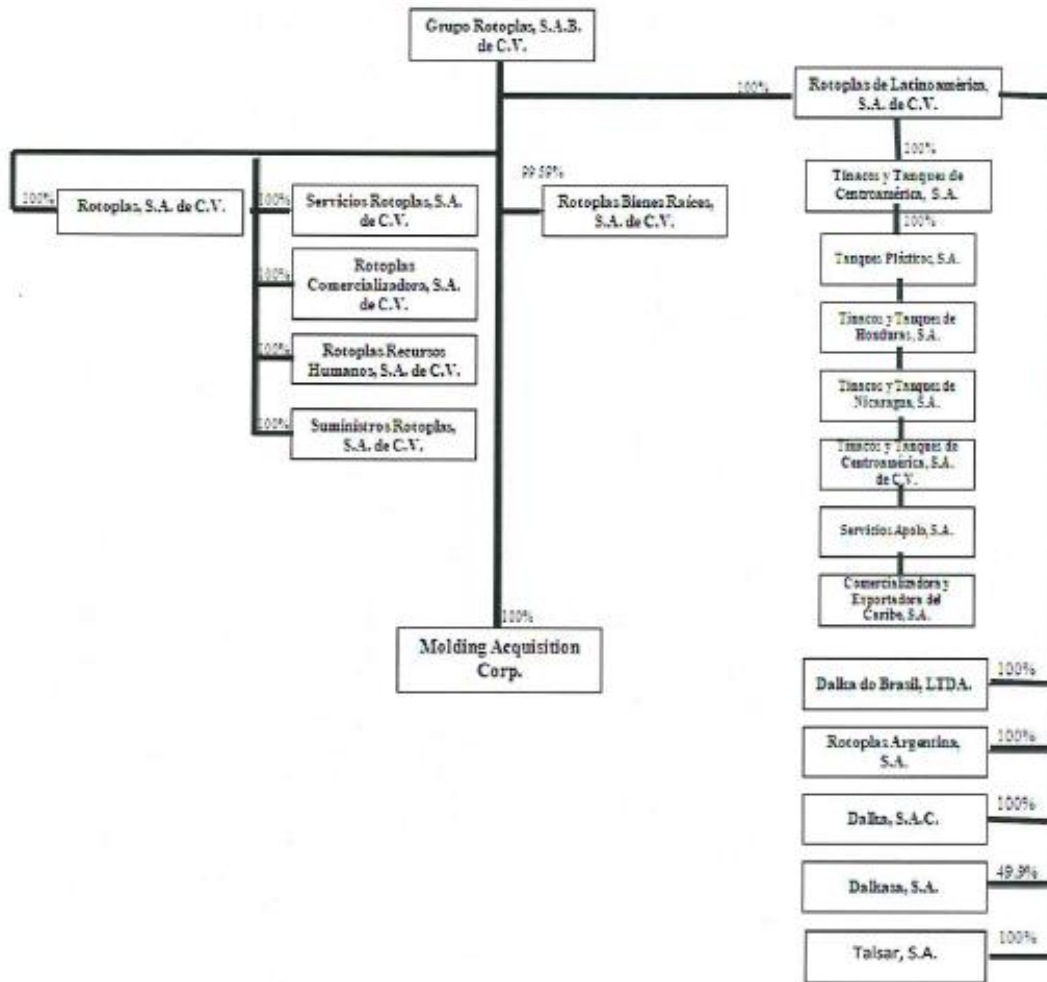 Grupo Rotoplas, S.A.B.
de C.V.
100%
Rotoplas de Latinoamérica,
S.A. de C.V.
100%
Tinacos y Tanques de
Centroamérica, S.A.
100%
Tanques Plásticos, S.A.
Tinacos y Tanques de
Honduras, S.A.
Tinacos y Tanques de
Nicaragua, S.A.
Tinacos y Tanques de
Centroamérica, S.A.
de C.V.
Servicios Apolo, S.A.
Comercializadora y
Exportadora del
Caribe, S.A.
100%
Rotoplas, S.A. de C.V.
100%
Servicios Rotoplas, S.A.
de C.V.
99.59%
Rotoplas Bienes Raíces,
S.A. de C.V.
100%
Rotoplas
Comercializadora, S.A.
de C.V.
100%
Rotoplas Recursos
Humanos, S.A. de C.V.
100%
Suministros Rotoplas,
S.A. de C.V.
100%
Molding Acquisition
Corp.
Dalka do Brasil, LTDA.
100%
Rotoplas Argentina,
S.A.
100%
Dalka, S.A.C.
100%
Dalkasa, S.A.
49.9%
Talsar, S.A.
100%